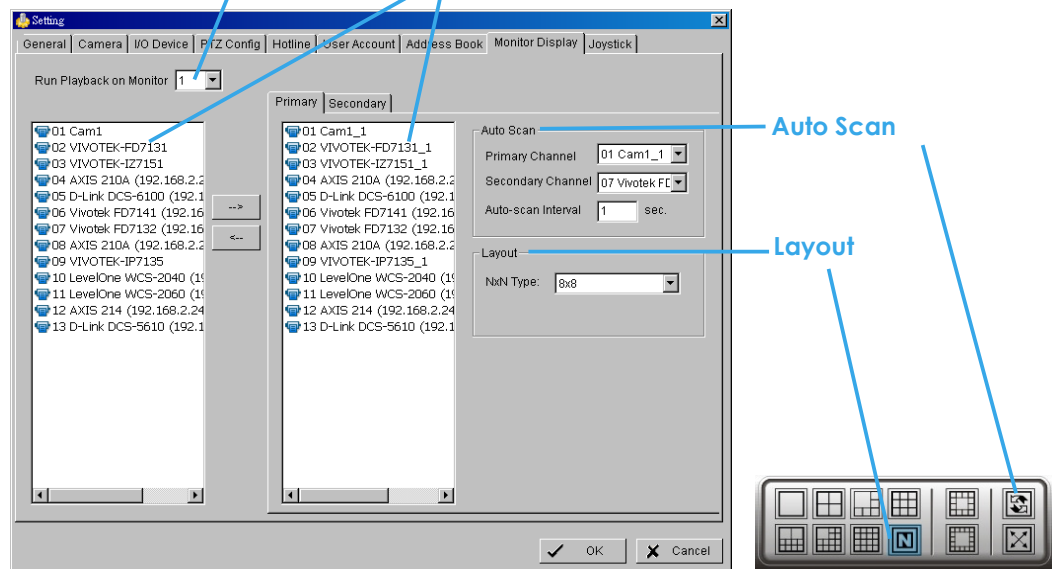 Setting
General Camera I/O Device PTZ Config Hotline User Account Address Book Monitor Display Joystick
Run Playback on Monitor 1
Primary Secondary
01 Cam1
02 VIVOTEK-FD7131
03 VIVOTEK-IZ7151
04 AXIS 210A (192.168.2.2
05 D-Link DCS-6100 (192.1
06 Vivotek FD7141 (192.16
07 Vivotek FD7132 (192.16
08 AXIS 210A (192.168.2.2
09 VIVOTEK-IP7135
10 LevelOne WCS-2040 (19
11 LevelOne WCS-2060 (19
12 AXIS 214 (192.168.2.24
13 D-Link DCS-5610 (192.1
-->
<--
01 Cam1_1
02 VIVOTEK-FD7131_1
03 VIVOTEK-IZ7151_1
04 AXIS 210A (192.168.2.2
05 D-Link DCS-6100 (192.1
06 Vivotek FD7141 (192.16
07 Vivotek FD7132 (192.16
08 AXIS 210A (192.168.2.2
09 VIVOTEK-IP7135_1
10 LevelOne WCS-2040 (19
11 LevelOne WCS-2060 (19
12 AXIS 214 (192.168.2.24
13 D-Link DCS-5610 (192.1
Auto Scan
Primary Channel 01 Cam1_1
Secondary Channel 07 Vivotek FD
Auto-scan Interval 1 sec.
Layout
NxN Type: 8x8
OK Cancel
Auto Scan
Layout
N